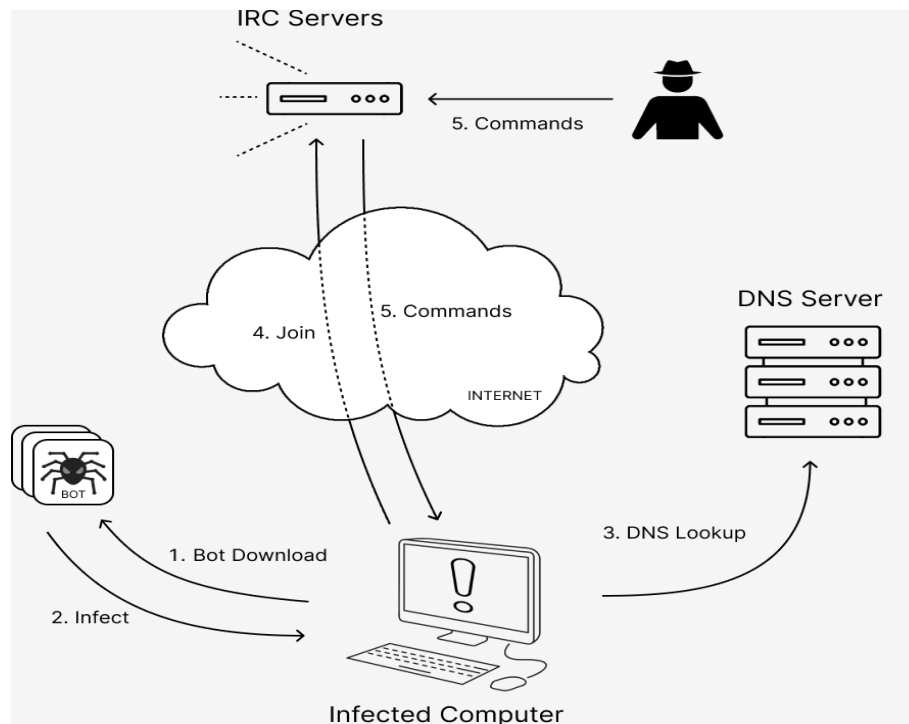 IRC Servers
5. Commands
DNS Server
5. Commands
4. Join
INTERNET
BOT
3. DNS Lookup
1. Bot Download
2. Infect
Infected Computer